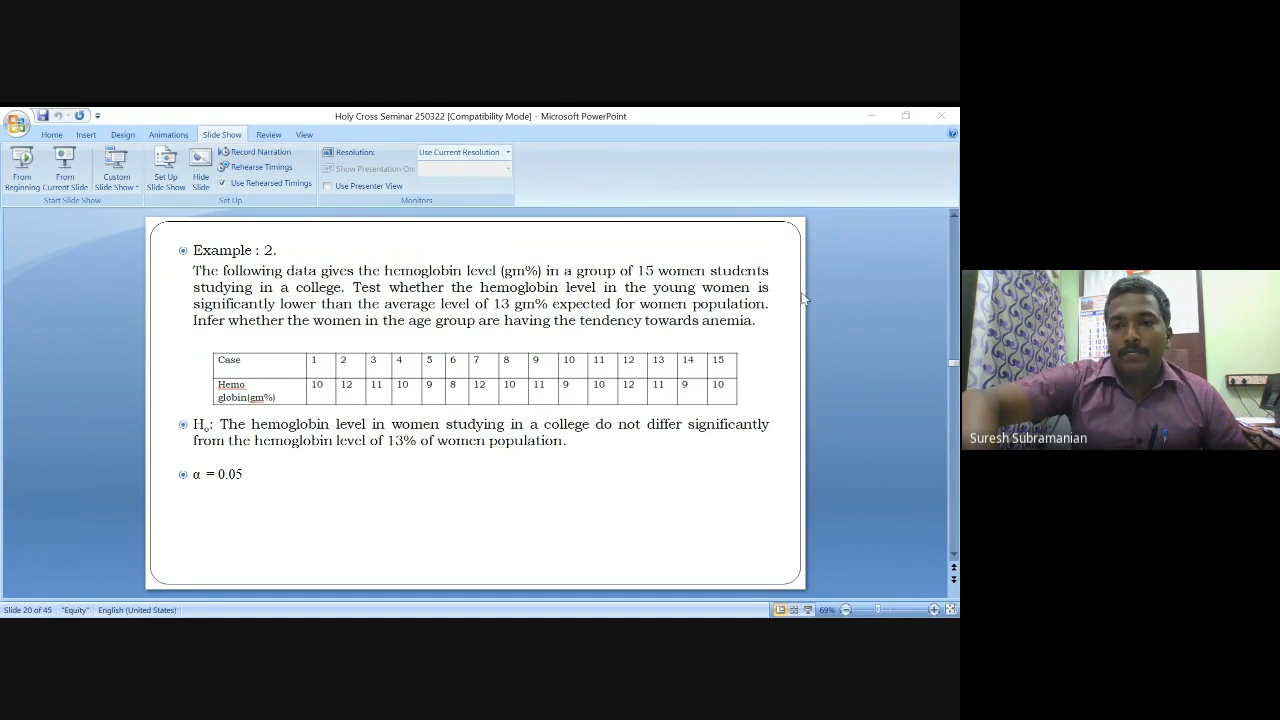 Holy Cross Seminar 250322 [Compatibility Mode] - Microsoft PowerPoint
Home Insert Design Animations Slide Show Review View
From Beginning
From Current Slide
Custom Slide Show
Start Slide Show
Set Up Slide Show
Hide Slide
Record Narration
Rehearse Timings
Use Rehearsed Timings
Set Up
Resolution: Use Current Resolution
Show Presentation On:
Use Presenter View
Monitors
Example : 2.
The following data gives the hemoglobin level (gm%) in a group of 15 women students
studying in a college. Test whether the hemoglobin level in the young women is
significantly lower than the average level of 13 gm% expected for women population.
Infer whether the women in the age group are having the tendency towards anemia.
Case 1 2 3 4 5 6 7 8 9 10 11 12 13 14 15
Hemo 10 12 11 10 9 8 12 10 11 9 10 12 11 9 10
globin(gm%)
Ho: The hemoglobin level in women studying in a college do not differ significantly
from the hemoglobin level of 13% of women population.
α = 0.05
Suresh Subramanian
Slide 20 of 45 "Equity" English (United States) 69%